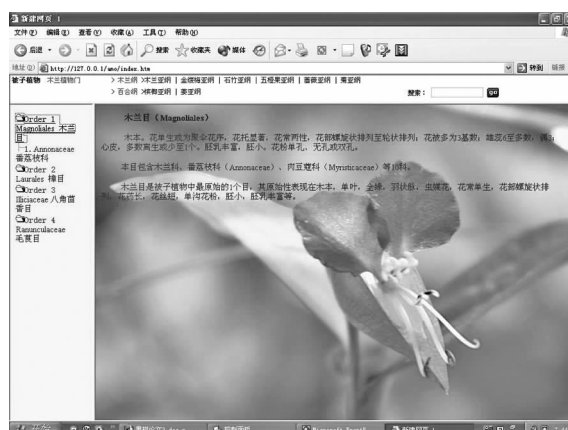 新建网页 1
文件(F) 编辑(E) 查看(V) 收藏(A) 工具(T) 帮助(H)
后退 搜索 收藏夹 媒体
地址(D) http://127.0.0.1/smo/index.htm 转到 链接
被子植物 木兰植物门 > 木兰纲 >木兰亚纲 | 金缕梅亚纲 | 石竹亚纲 | 五桠果亚纲 | 蔷薇亚纲 | 菊亚纲
> 百合纲 >槟榔亚纲 | 姜亚纲 搜索: go
Order 1
Magnoliales 木兰
目
1. Annonaceae
番荔枝科
Order 2
Laurales 樟目
Order 3
Illiciaceae 八角茴
香目
Order 4
Ranunculaceae
毛茛目
木兰目 (Magnoliales)
木本。花单生或为聚伞花序,花托显著,花常两性,花部螺旋状排列至轮状排列;花被多为3基数;雄蕊6至多数,
心皮,多数离生或少至1个。胚乳丰富,胚小。花粉单孔,无孔或双孔。
本目包含木兰科、番荔枝科(Annonaceae)、肉豆蔻科(Myristicaceae)等10科。
木兰目是被子植物中最原始的1个目。其原始性表现在木本,单叶,全缘,羽状脉,虫媒花,花常单生,花部螺旋状排
列,花药长,花丝短,单沟花粉,胚小、胚乳丰富等。